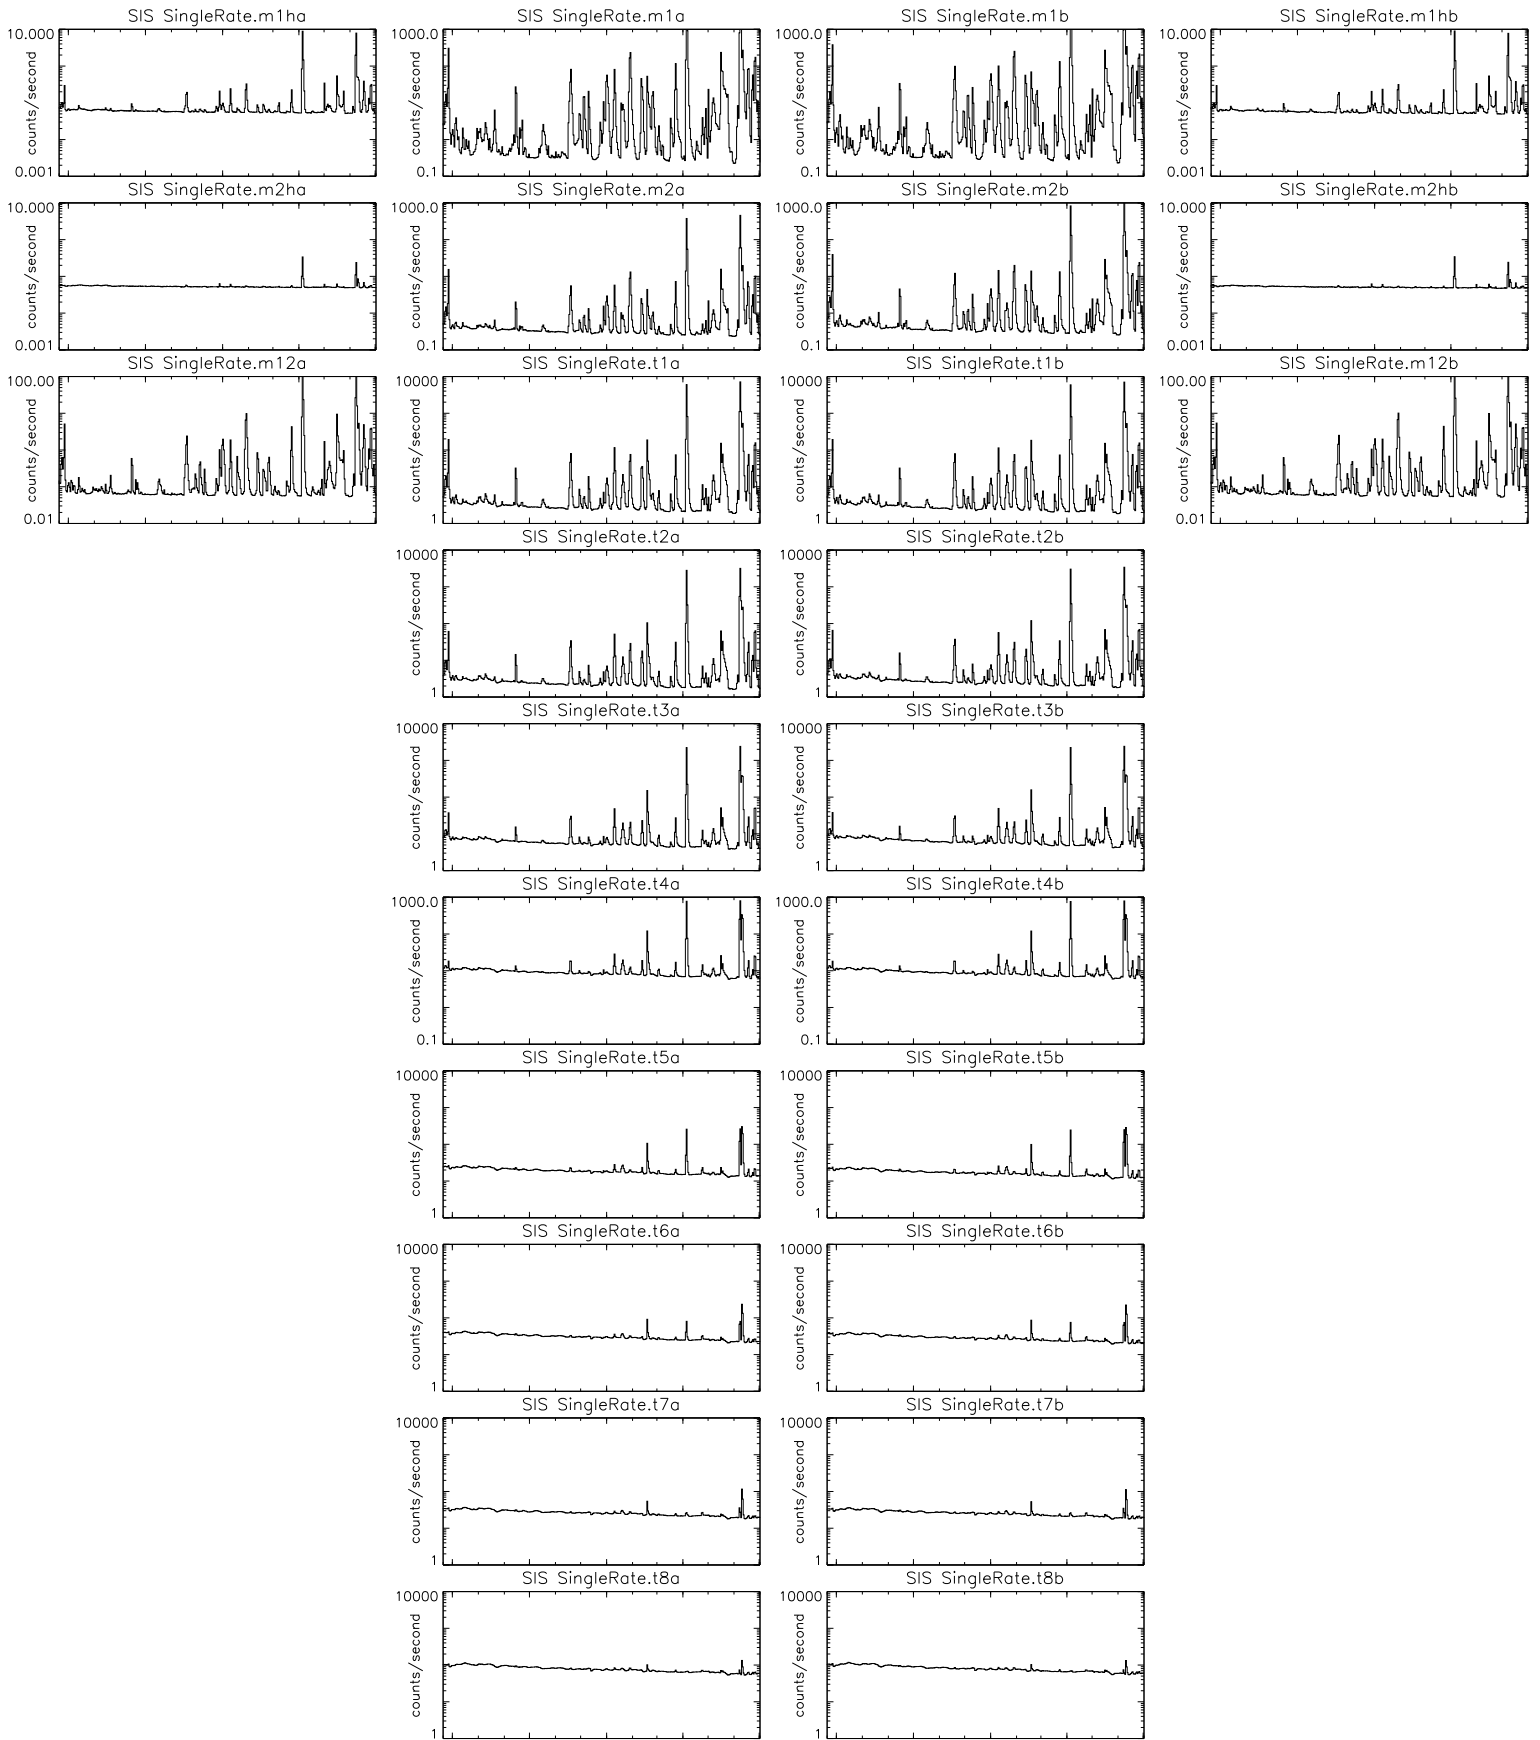 SIS SingleRate.m1ha
10.000
counts/second
0.001
SIS SingleRate.m1a
1000.0
counts/second
0.1
SIS SingleRate.m1b
1000.0
counts/second
0.1
SIS SingleRate.m1hb
10.000
counts/second
0.001
SIS SingleRate.m2ha
10.000
counts/second
0.001
SIS SingleRate.m2a
1000.0
counts/second
0.1
SIS SingleRate.m2b
1000.0
counts/second
0.1
SIS SingleRate.m2hb
10.000
counts/second
0.001
SIS SingleRate.m12a
100.00
counts/second
0.01
SIS SingleRate.t1a
10000
counts/second
1
SIS SingleRate.t1b
10000
counts/second
1
SIS SingleRate.m12b
100.00
counts/second
0.01
SIS SingleRate.t2a
10000
counts/second
1
SIS SingleRate.t2b
10000
counts/second
1
SIS SingleRate.t3a
10000
counts/second
1
SIS SingleRate.t3b
10000
counts/second
1
SIS SingleRate.t4a
1000.0
counts/second
0.1
SIS SingleRate.t4b
1000.0
counts/second
0.1
SIS SingleRate.t5a
10000
counts/second
1
SIS SingleRate.t5b
10000
counts/second
1
SIS SingleRate.t6a
10000
counts/second
1
SIS SingleRate.t6b
10000
counts/second
1
SIS SingleRate.t7a
10000
counts/second
1
SIS SingleRate.t7b
10000
counts/second
1
SIS SingleRate.t8a
10000
counts/second
1
SIS SingleRate.t8b
10000
counts/second
1